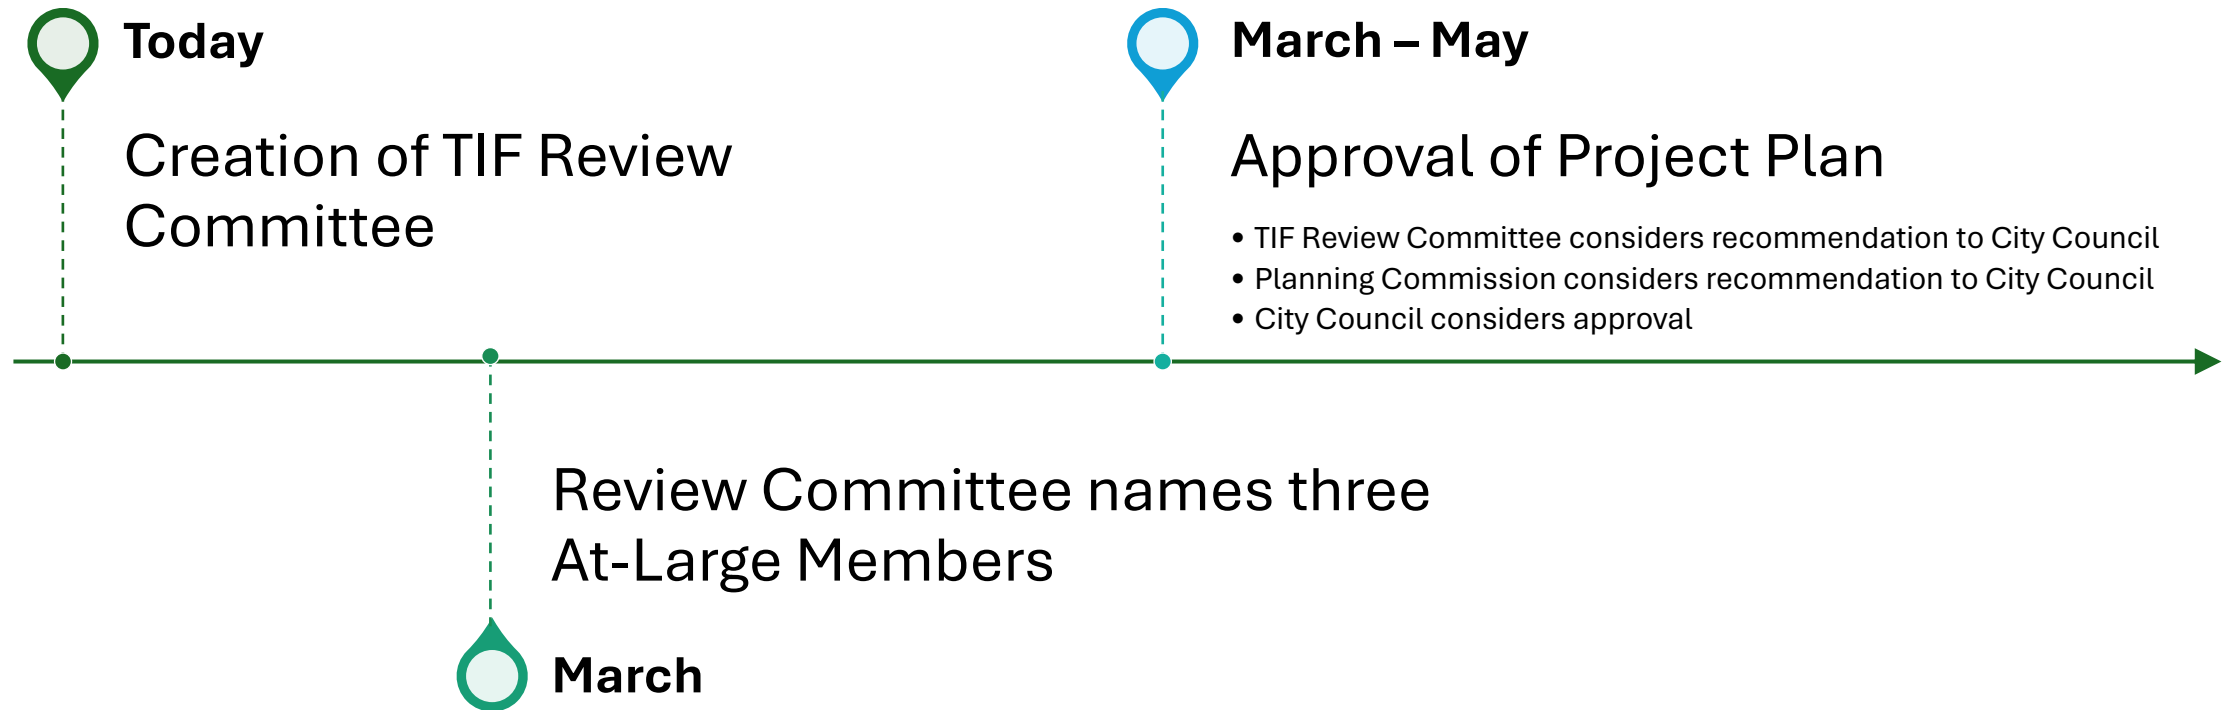 Today
Creation of TIF Review
Committee
March – May
Approval of Project Plan
• TIF Review Committee considers recommendation to City Council
• Planning Commission considers recommendation to City Council
• City Council considers approval
Review Committee names three
At-Large Members
March